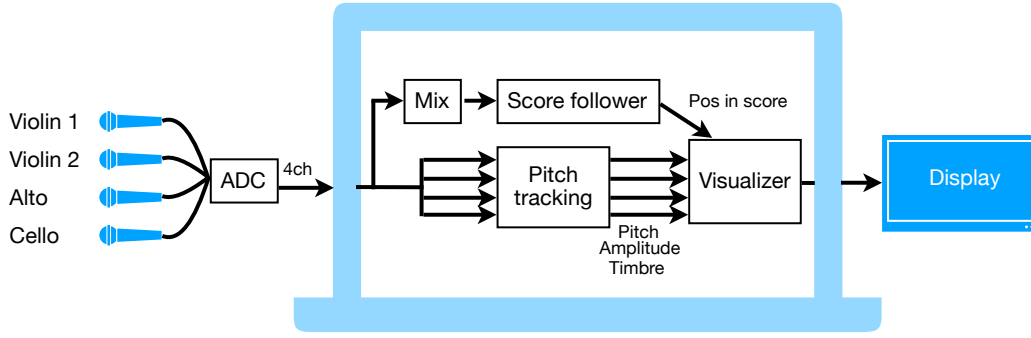 Violin 1
Violin 2
Alto
Cello
ADC
4ch
Mix
Score follower
Pos in score
Pitch
tracking
Pitch
Amplitude
Timbre
Visualizer
Display